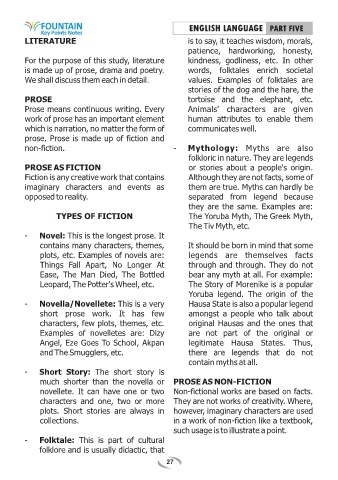 FOUNTAIN
Key Points Notes
ENGLISH LANGUAGE PART FIVE
LITERATURE
For the purpose of this study, literature
is made up of prose, drama and poetry.
We shall discuss them each in detail.
PROSE
Prose means continuous writing. Every
work of prose has an important element
which is narration, no matter the form of
prose. Prose is made up of fiction and
non-fiction.
PROSE AS FICTION
Fiction is any creative work that contains
imaginary characters and events as
opposed to reality.
TYPES OF FICTION
- Novel: This is the longest prose. It
contains many characters, themes,
plots, etc. Examples of novels are:
Things Fall Apart, No Longer At
Ease, The Man Died, The Bottled
Leopard, The Potter's Wheel, etc.
- Novella/Novellete: This is a very
short prose work. It has few
characters, few plots, themes, etc.
Examples of novelletes are: Dizy
Angel, Eze Goes To School, Akpan
and The Smugglers, etc.
- Short Story: The short story is
much shorter than the novella or
novellete. It can have one or two
characters and one, two or more
plots. Short stories are always in
collections.
- Folktale: This is part of cultural
folklore and is usually didactic, that
is to say, it teaches wisdom, morals,
patience, hardworking, honesty,
kindness, godliness, etc. In other
words, folktales enrich societal
values. Examples of folktales are
stories of the dog and the hare, the
tortoise and the elephant, etc.
Animals' characters are given
human attributes to enable them
communicates well.
- Mythology: Myths are also
folkloric in nature. They are legends
or stories about a people's origin.
Although they are not facts, some of
them are true. Myths can hardly be
separated from legend because
they are the same. Examples are:
The Yoruba Myth, The Greek Myth,
The Tiv Myth, etc.
It should be born in mind that some
legends are themselves facts
through and through. They do not
bear any myth at all. For example:
The Story of Morenike is a popular
Yoruba legend. The origin of the
Hausa State is also a popular legend
amongst a people who talk about
original Hausas and the ones that
are not part of the original or
legitimate Hausa States. Thus,
there are legends that do not
contain myths at all.
PROSE AS NON-FICTION
Non-fictional works are based on facts.
They are not works of creativity. Where,
however, imaginary characters are used
in a work of non-fiction like a textbook,
such usage is to illustrate a point.
27